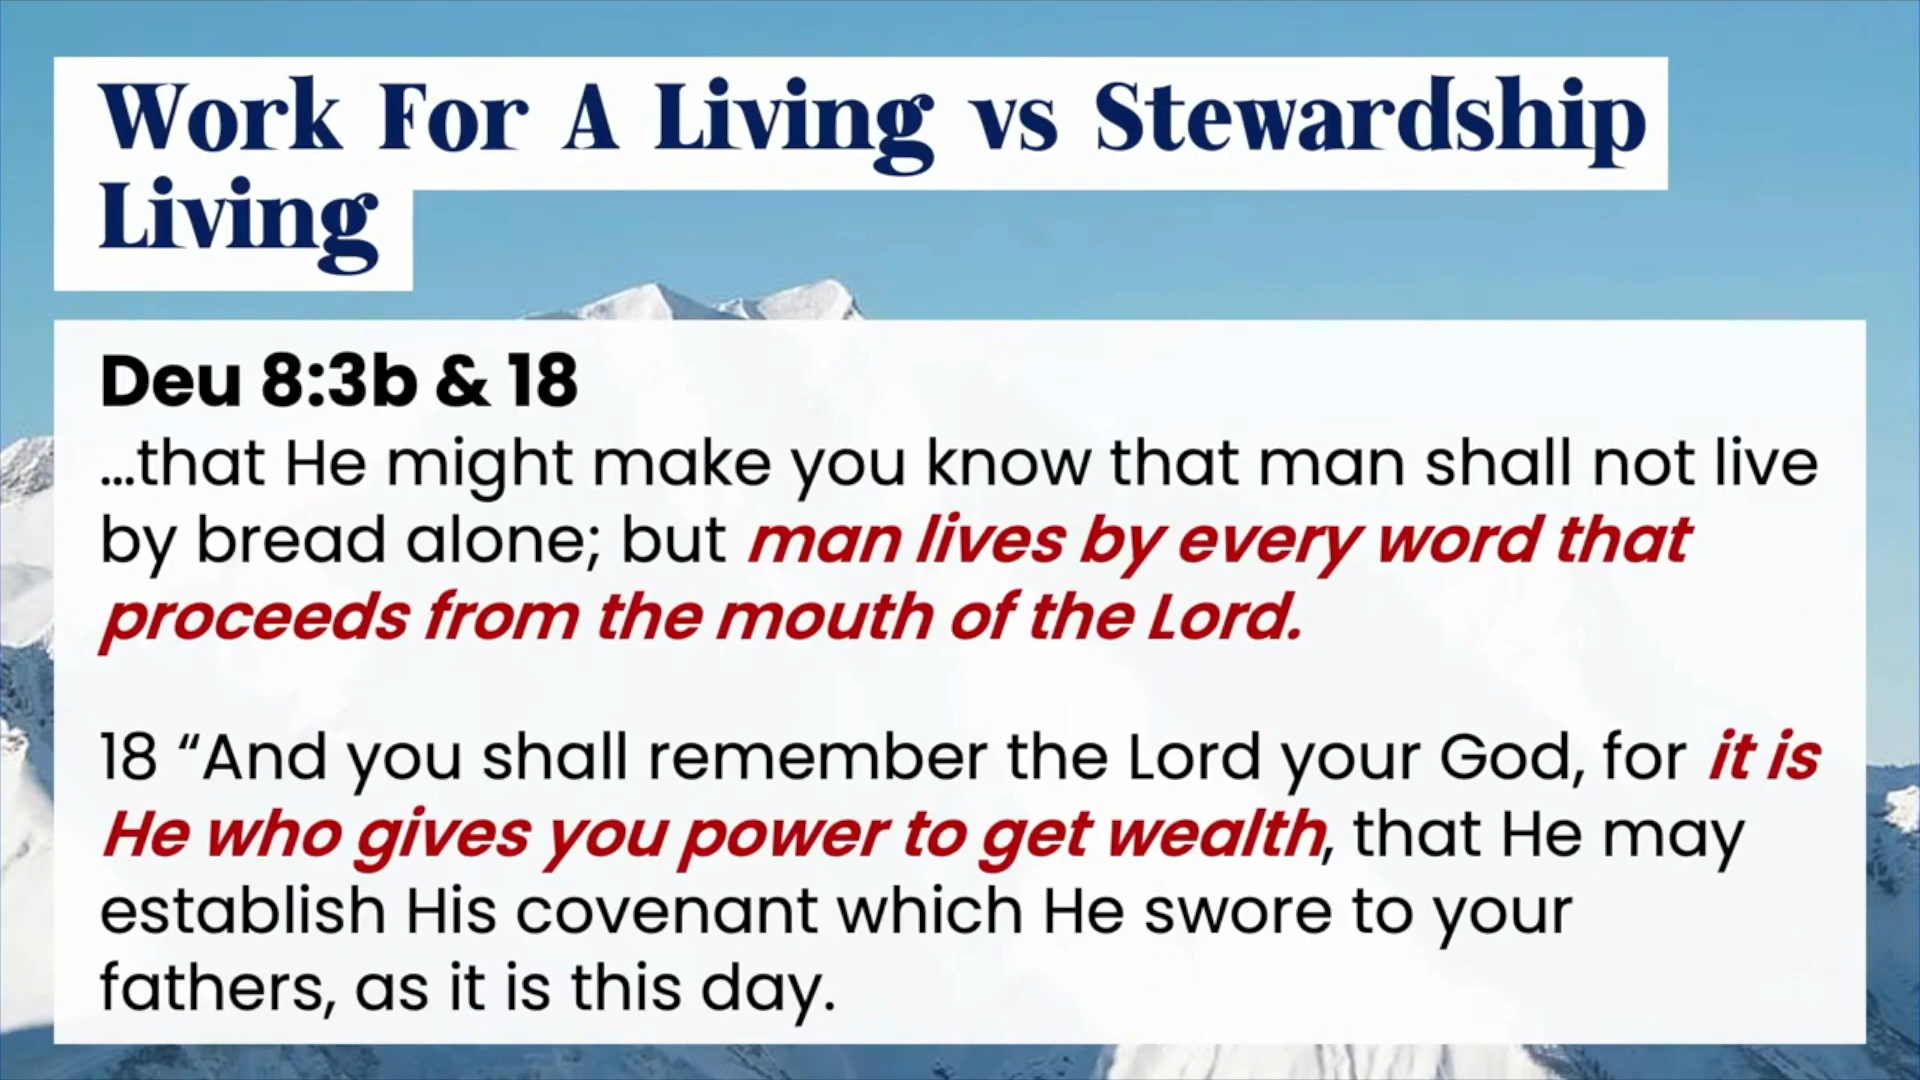 Work For A Living vs Stewardship
Living
Deu 8:3b & 18
...that He might make you know that man shall not live
by bread alone; but man lives by every word that
proceeds from the mouth of the Lord.
18 “And you shall remember the Lord your God, for it is
He who gives you power to get wealth, that He may
establish His covenant which He swore to your
fathers, as it is this day.